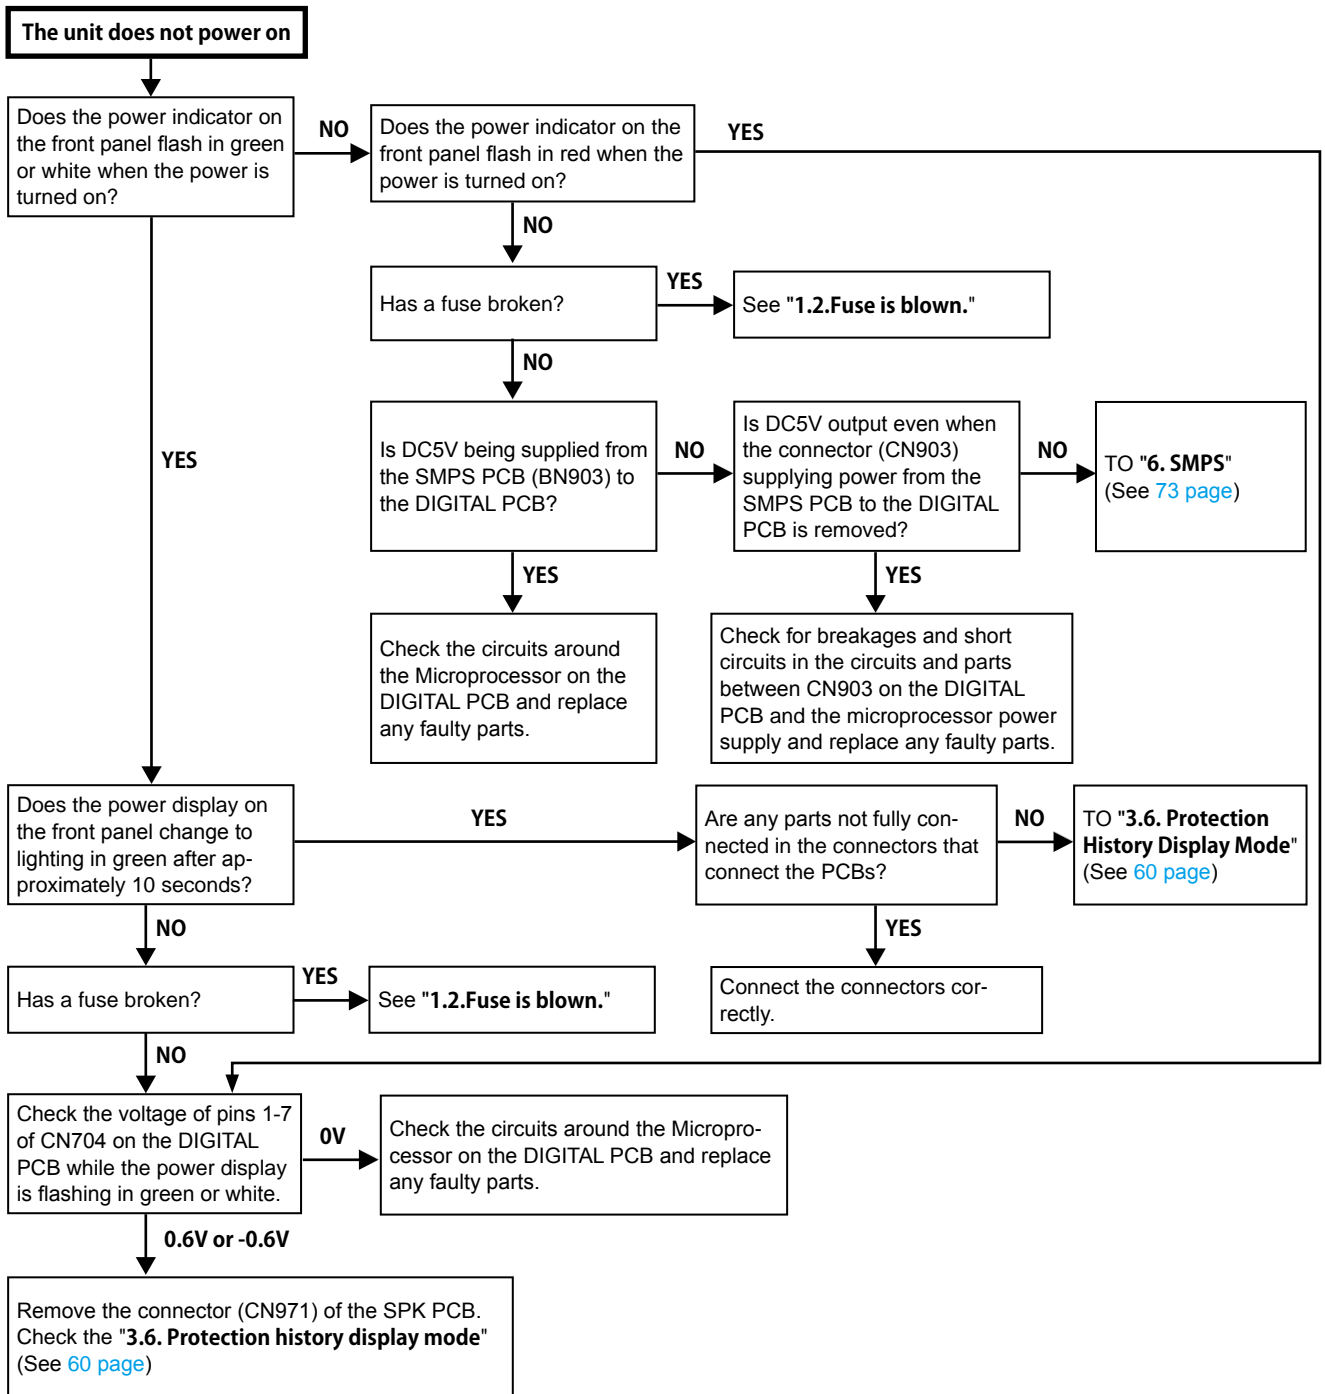 The unit does not power on
Does the power indicator on
the front panel flash in green
or white when the power is
turned on?
NO
Does the power indicator on the
front panel flash in red when the
power is turned on?
YES
NO
Has a fuse broken?
YES
See "1.2.Fuse is blown."
NO
YES
Is DC5V being supplied from
the SMPS PCB (BN903) to
the DIGITAL PCB?
NO
Is DC5V output even when
the connector (CN903)
supplying power from the
SMPS PCB to the DIGITAL
PCB is removed?
NO
TO "6. SMPS"
(See 73 page)
YES
YES
Check the circuits around
the Microprocessor on the
DIGITAL PCB and replace
any faulty parts.
Check for breakages and short
circuits in the circuits and parts
between CN903 on the DIGITAL
PCB and the microprocessor power
supply and replace any faulty parts.
Does the power display on
the front panel change to
lighting in green after ap-
proximately 10 seconds?
YES
Are any parts not fully con-
nected in the connectors that
connect the PCBs?
NO
TO "3.6. Protection
History Display Mode"
(See 60 page)
NO
YES
Has a fuse broken?
YES
See "1.2.Fuse is blown."
Connect the connectors cor-
rectly.
NO
Check the voltage of pins 1-7
of CN704 on the DIGITAL
PCB while the power display
is flashing in green or white.
0V
Check the circuits around the Micropro-
cessor on the DIGITAL PCB and replace
any faulty parts.
0.6V or -0.6V
Remove the connector (CN971) of the SPK PCB.
Check the "3.6. Protection history display mode"
(See 60 page)